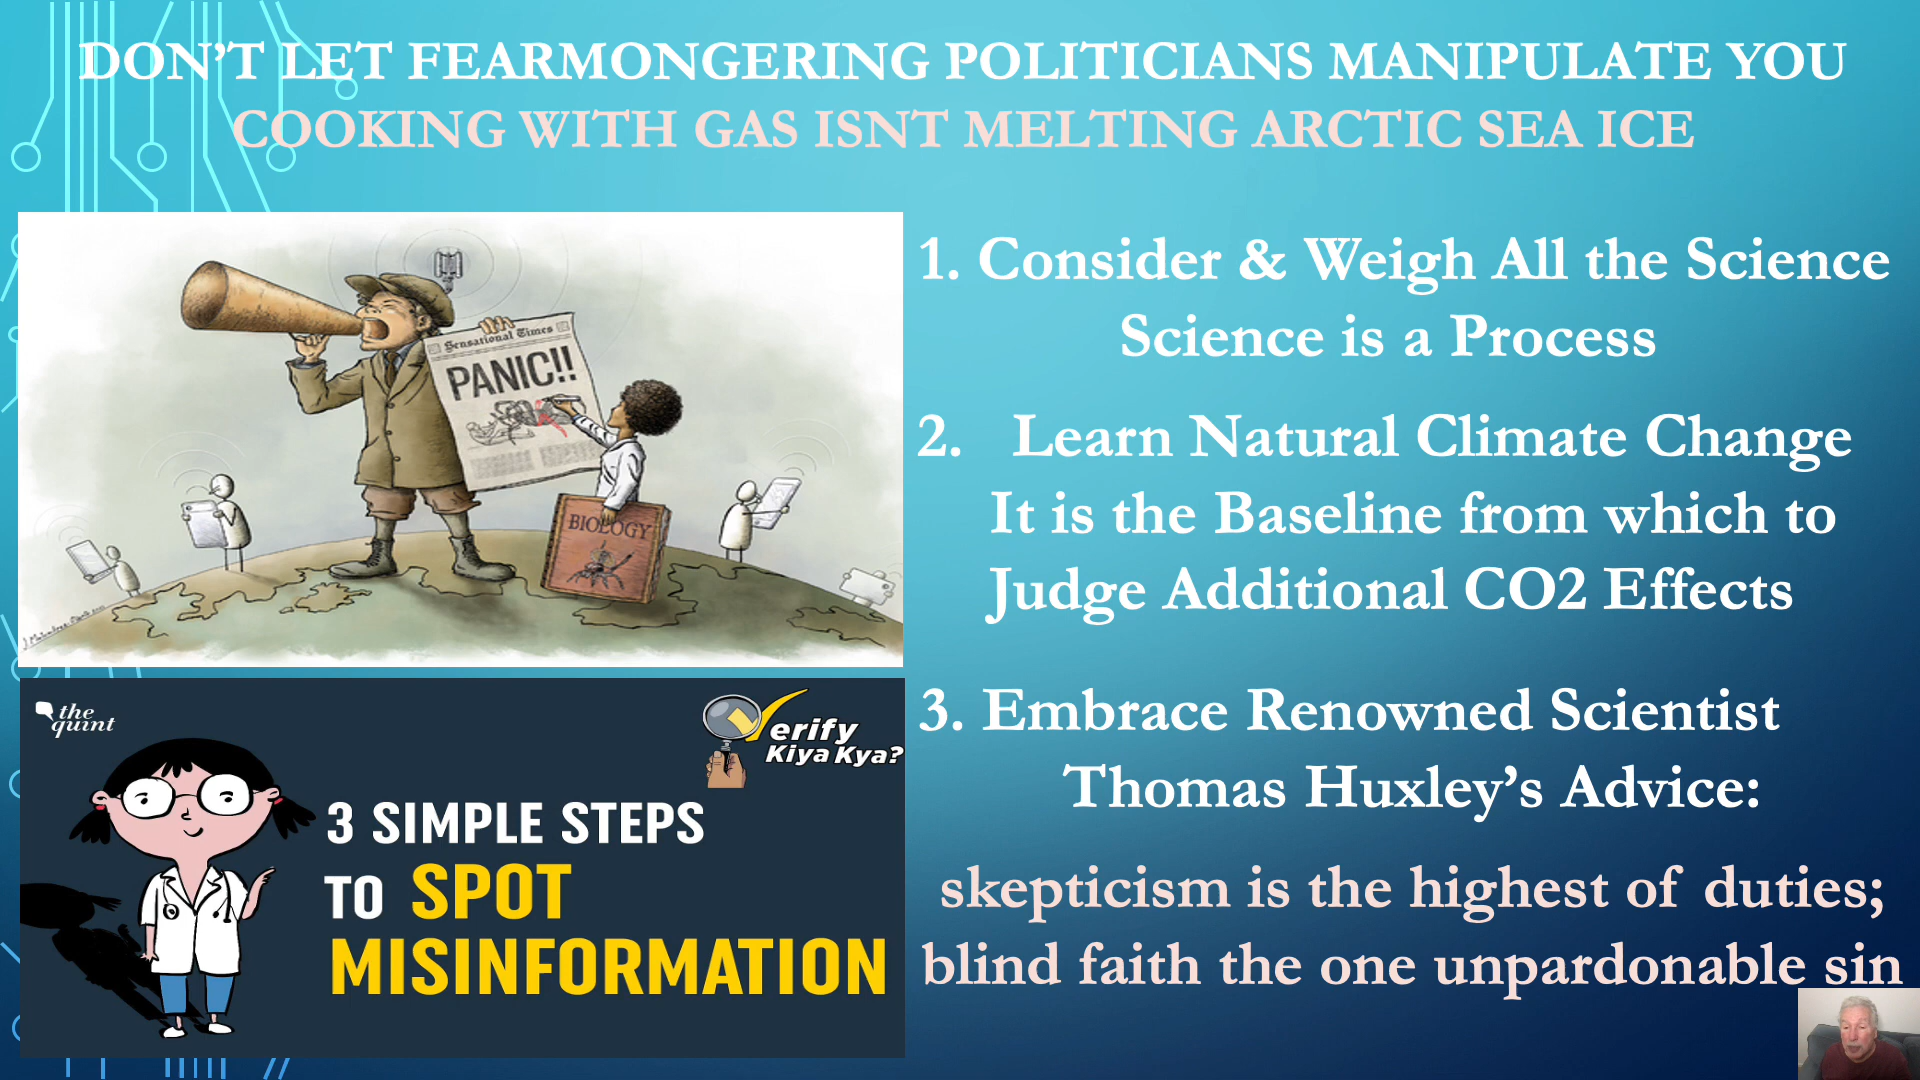 DON'T LET FEARMONGERING POLITICIANS MANIPULATE YOU
COOKING WITH GAS ISNT MELTING ARCTIC SEA ICE
Sensational Times
PANIC!!
BIOLOGY
1. Consider & Weigh All the Science
Science is a Process
2. Learn Natural Climate Change
It is the Baseline from which to
Judge Additional CO2 Effects
3. Embrace Renowned Scientist
Thomas Huxley's Advice:
skepticism is the highest of duties;
blind faith the one unpardonable sin
the
quint
Verify
Kiya Kya?
3 SIMPLE STEPS
TO SPOT
MISINFORMATION